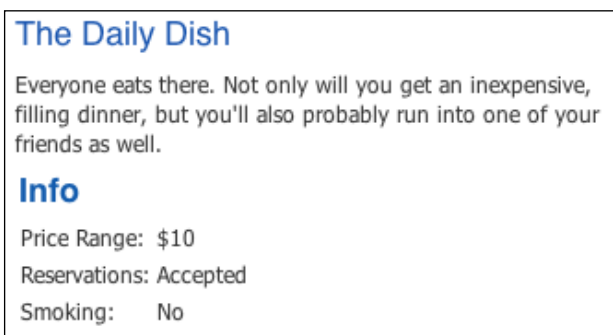 The Daily Dish
Everyone eats there. Not only will you get an inexpensive,
filling dinner, but you'll also probably run into one of your
friends as well.
Info
Price Range: $10
Reservations: Accepted
Smoking: No